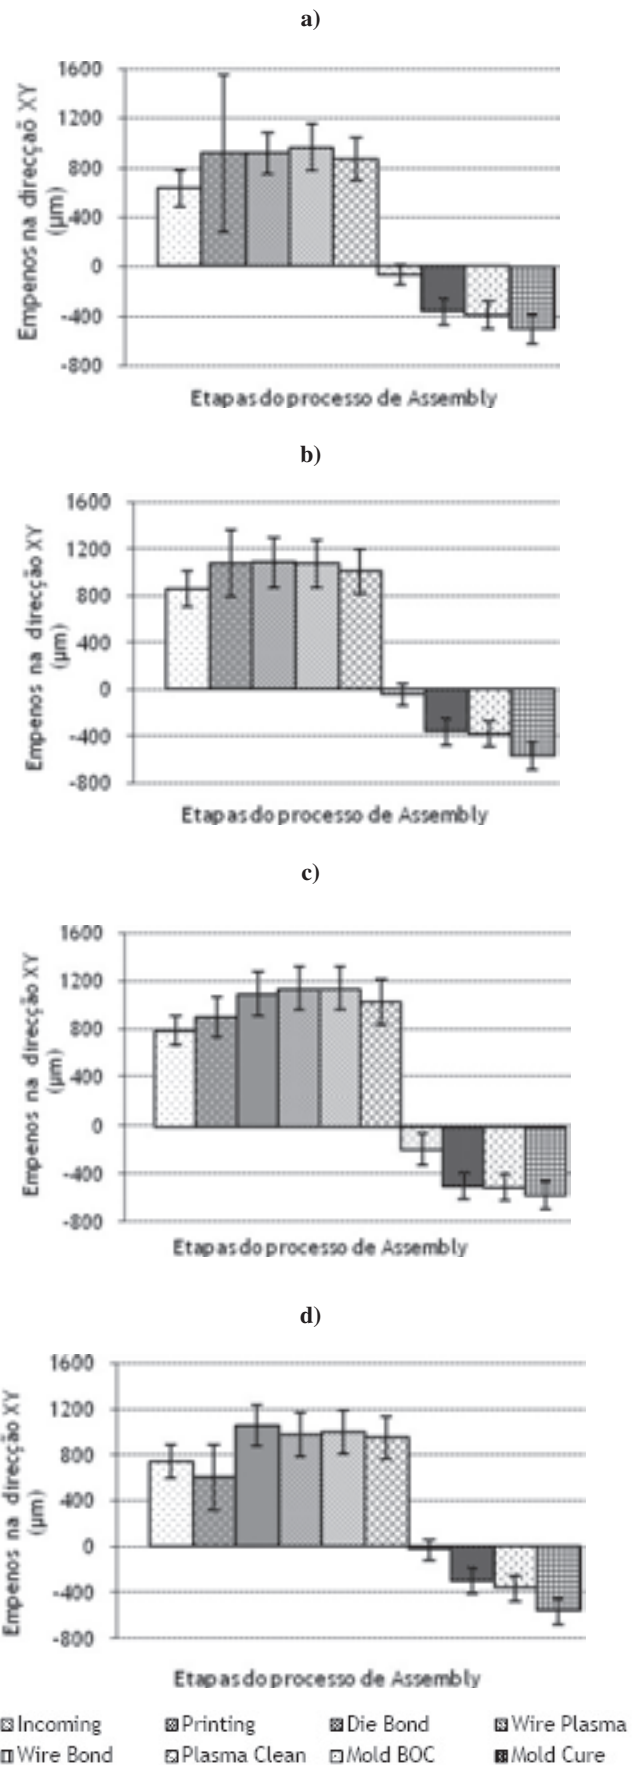 a)
1600
1200
800
400
0
-400
-800
Empenos na direcção XY
(µm)
Etapas do processo de Assembly
b)
1600
1200
800
400
0
-400
-800
Empenos na direcção XY
(µm)
Etapas do processo de Assembly
c)
1600
1200
800
400
0
-400
-800
Empenos na direcção XY
(µm)
Etapas do processo de Assembly
d)
1600
1200
800
400
0
-400
-800
Empenos na direcção XY
(µm)
Etapas do processo de Assembly
Incoming Printing Die Bond Wire Plasma
Wire Bond Plasma Clean Mold BOC Mold Cure